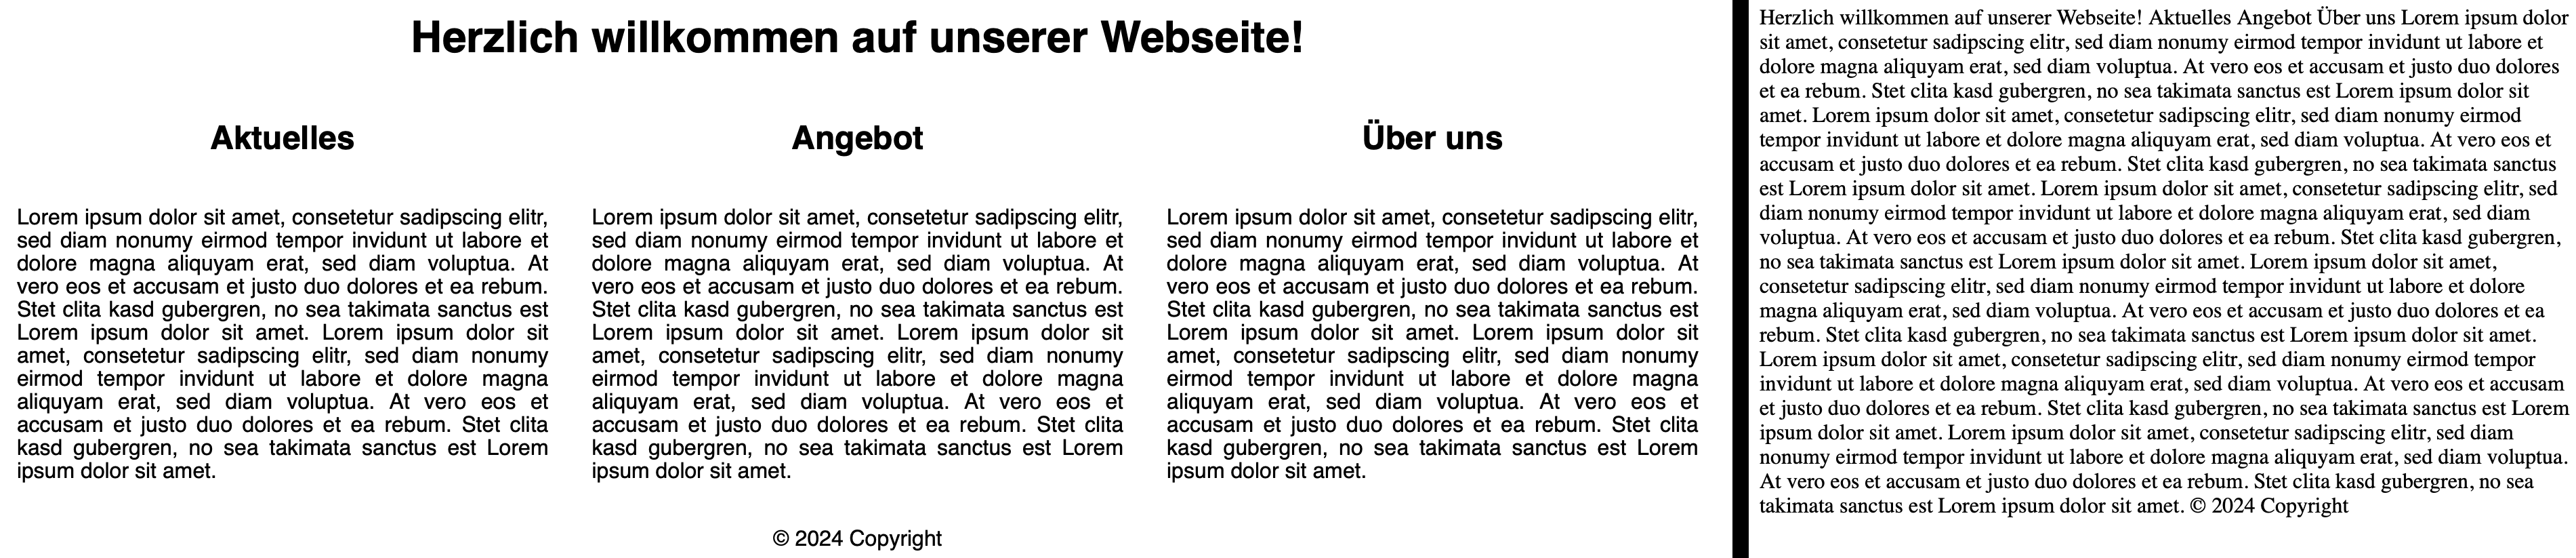 Herzlich willkommen auf unserer Webseite!
Aktuelles
Lorem ipsum dolor sit amet, consetetur sadipscing elitr,
sed diam nonumy eirmod tempor invidunt ut labore et
dolore magna aliquyam erat, sed diam voluptua. At
vero eos et accusam et justo duo dolores et ea rebum.
Stet clita kasd gubergren, no sea takimata sanctus est
Lorem ipsum dolor sit amet. Lorem ipsum dolor sit
amet, consetetur sadipscing elitr, sed diam nonumy
eirmod tempor invidunt ut labore et dolore magna
aliquyam erat, sed diam voluptua. At vero eos et
accusam et justo duo dolores et ea rebum. Stet clita
kasd gubergren, no sea takimata sanctus est Lorem
ipsum dolor sit amet.
Angebot
Lorem ipsum dolor sit amet, consetetur sadipscing elitr,
sed diam nonumy eirmod tempor invidunt ut labore et
dolore magna aliquyam erat, sed diam voluptua. At
vero eos et accusam et justo duo dolores et ea rebum.
Stet clita kasd gubergren, no sea takimata sanctus est
Lorem ipsum dolor sit amet. Lorem ipsum dolor sit
amet, consetetur sadipscing elitr, sed diam nonumy
eirmod tempor invidunt ut labore et dolore magna
aliquyam erat, sed diam voluptua. At vero eos et
accusam et justo duo dolores et ea rebum. Stet clita
kasd gubergren, no sea takimata sanctus est Lorem
ipsum dolor sit amet.
Über uns
Lorem ipsum dolor sit amet, consetetur sadipscing elitr,
sed diam nonumy eirmod tempor invidunt ut labore et
dolore magna aliquyam erat, sed diam voluptua. At
vero eos et accusam et justo duo dolores et ea rebum.
Stet clita kasd gubergren, no sea takimata sanctus est
Lorem ipsum dolor sit amet. Lorem ipsum dolor sit
amet, consetetur sadipscing elitr, sed diam nonumy
eirmod tempor invidunt ut labore et dolore magna
aliquyam erat, sed diam voluptua. At vero eos et
accusam et justo duo dolores et ea rebum. Stet clita
kasd gubergren, no sea takimata sanctus est Lorem
ipsum dolor sit amet.
© 2024 Copyright
Herzlich willkommen auf unserer Webseite! Aktuelles Angebot Über uns Lorem ipsum dolor
sit amet, consetetur sadipscing elitr, sed diam nonumy eirmod tempor invidunt ut labore et
dolore magna aliquyam erat, sed diam voluptua. At vero eos et accusam et justo duo dolores
et ea rebum. Stet clita kasd gubergren, no sea takimata sanctus est Lorem ipsum dolor sit
amet. Lorem ipsum dolor sit amet, consetetur sadipscing elitr, sed diam nonumy eirmod
tempor invidunt ut labore et dolore magna aliquyam erat, sed diam voluptua. At vero eos et
accusam et justo duo dolores et ea rebum. Stet clita kasd gubergren, no sea takimata sanctus
est Lorem ipsum dolor sit amet. Lorem ipsum dolor sit amet, consetetur sadipscing elitr, sed
diam nonumy eirmod tempor invidunt ut labore et dolore magna aliquyam erat, sed diam
voluptua. At vero eos et accusam et justo duo dolores et ea rebum. Stet clita kasd gubergren,
no sea takimata sanctus est Lorem ipsum dolor sit amet. Lorem ipsum dolor sit amet,
consetetur sadipscing elitr, sed diam nonumy eirmod tempor invidunt ut labore et dolore
magna aliquyam erat, sed diam voluptua. At vero eos et accusam et justo duo dolores et ea
rebum. Stet clita kasd gubergren, no sea takimata sanctus est Lorem ipsum dolor sit amet.
Lorem ipsum dolor sit amet, consetetur sadipscing elitr, sed diam nonumy eirmod tempor
invidunt ut labore et dolore magna aliquyam erat, sed diam voluptua. At vero eos et accusam
et justo duo dolores et ea rebum. Stet clita kasd gubergren, no sea takimata sanctus est Lorem
ipsum dolor sit amet. Lorem ipsum dolor sit amet, consetetur sadipscing elitr, sed diam
nonumy eirmod tempor invidunt ut labore et dolore magna aliquyam erat, sed diam voluptua.
At vero eos et accusam et justo duo dolores et ea rebum. Stet clita kasd gubergren, no sea
takimata sanctus est Lorem ipsum dolor sit amet. © 2024 Copyright